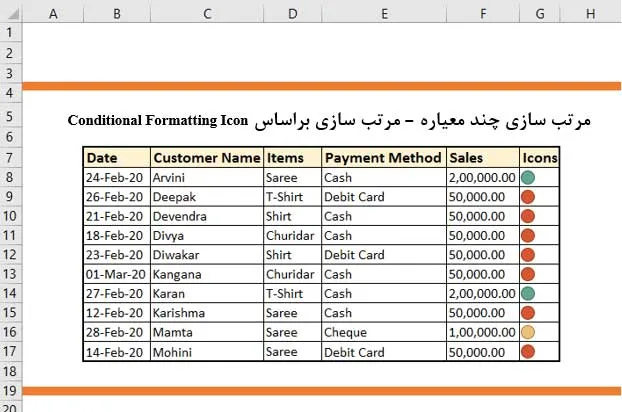 A B C D E F G H
1
2
3
4
5 مرتب سازی چند معیاره - مرتب سازی براساس Conditional Formatting Icon
6
7 Date Customer Name Items Payment Method Sales Icons
8 24-Feb-20 Arvini Saree Cash 2,00,000.00
9 26-Feb-20 Deepak T-Shirt Debit Card 50,000.00
10 21-Feb-20 Devendra Shirt Cash 50,000.00
11 18-Feb-20 Divya Churidar Cash 50,000.00
12 23-Feb-20 Diwakar Shirt Debit Card 50,000.00
13 01-Mar-20 Kangana Churidar Cash 50,000.00
14 27-Feb-20 Karan T-Shirt Cash 2,00,000.00
15 12-Feb-20 Karishma Saree Cash 50,000.00
16 28-Feb-20 Mamta Saree Cheque 1,00,000.00
17 14-Feb-20 Mohini Saree Debit Card 50,000.00
18
19
20